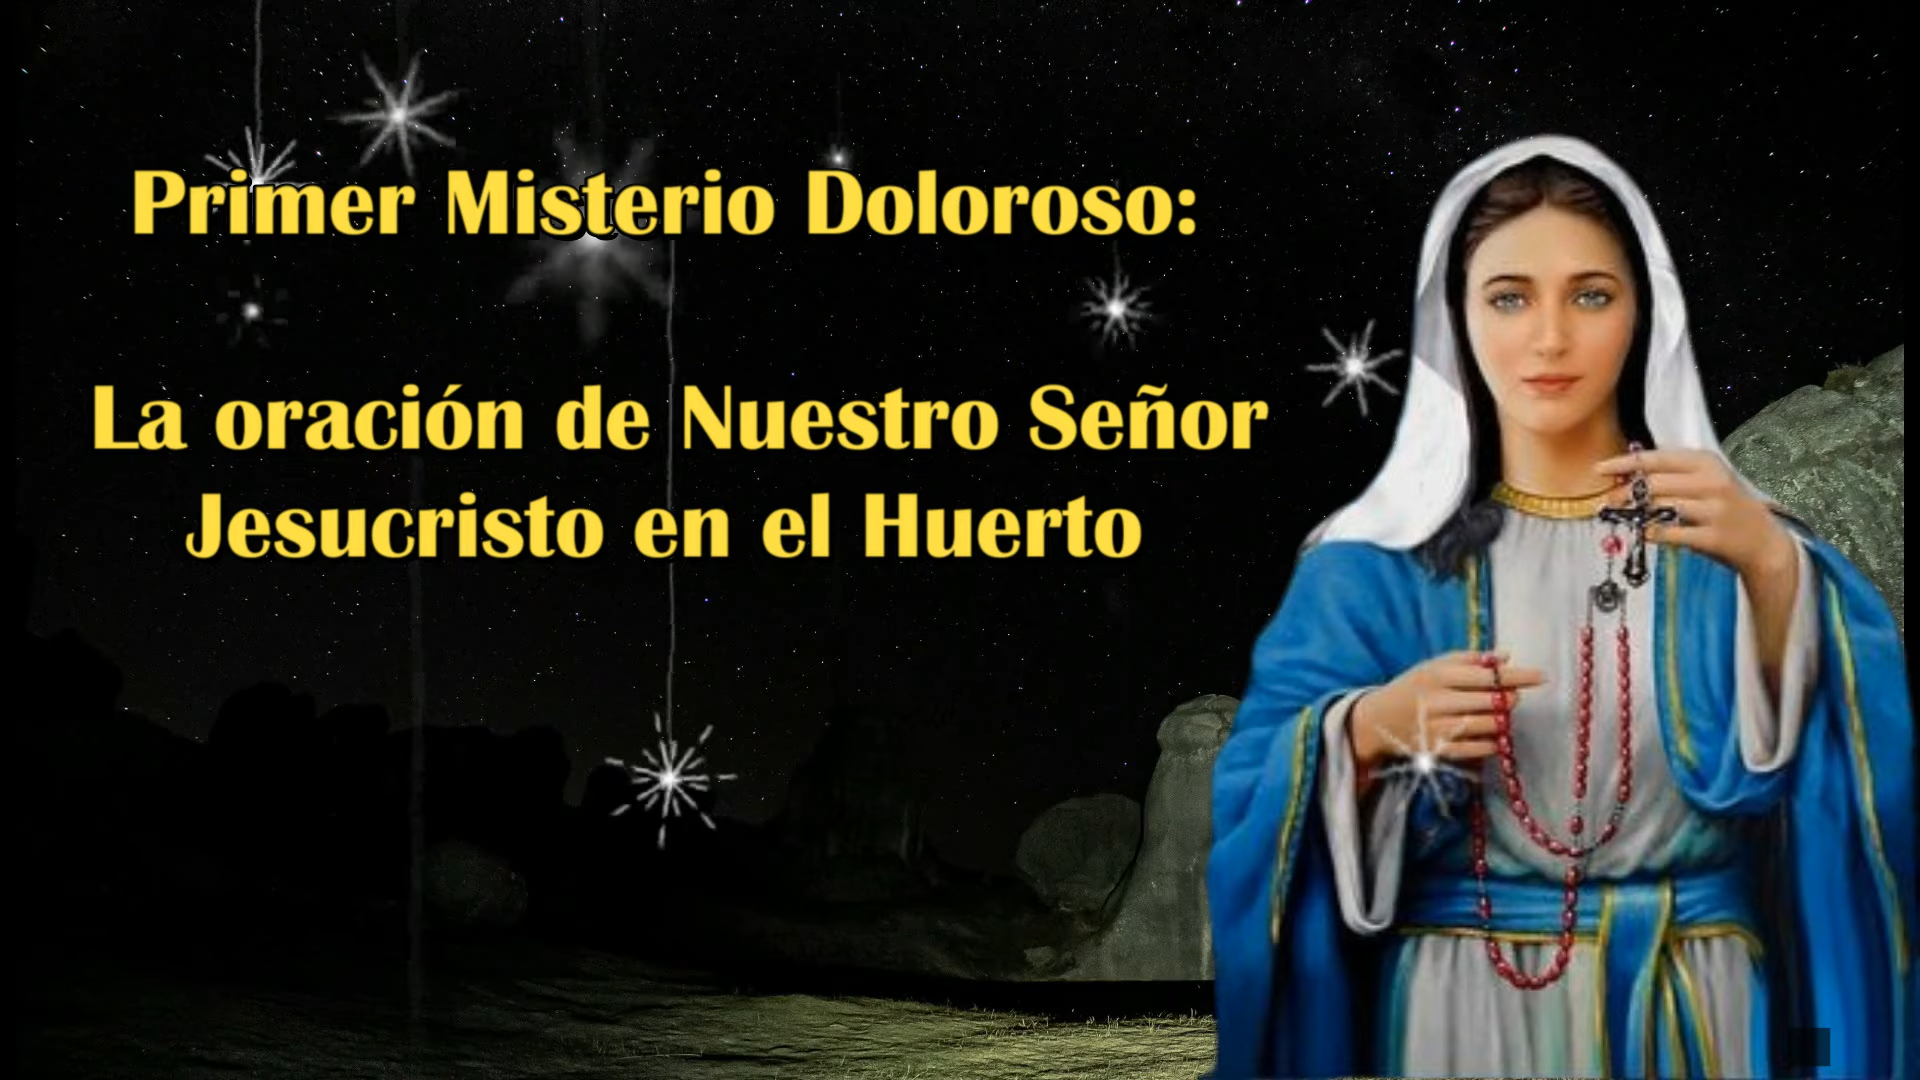 Primer Misterio Doloroso:
La oración de Nuestro Señor
Jesucristo en el Huerto